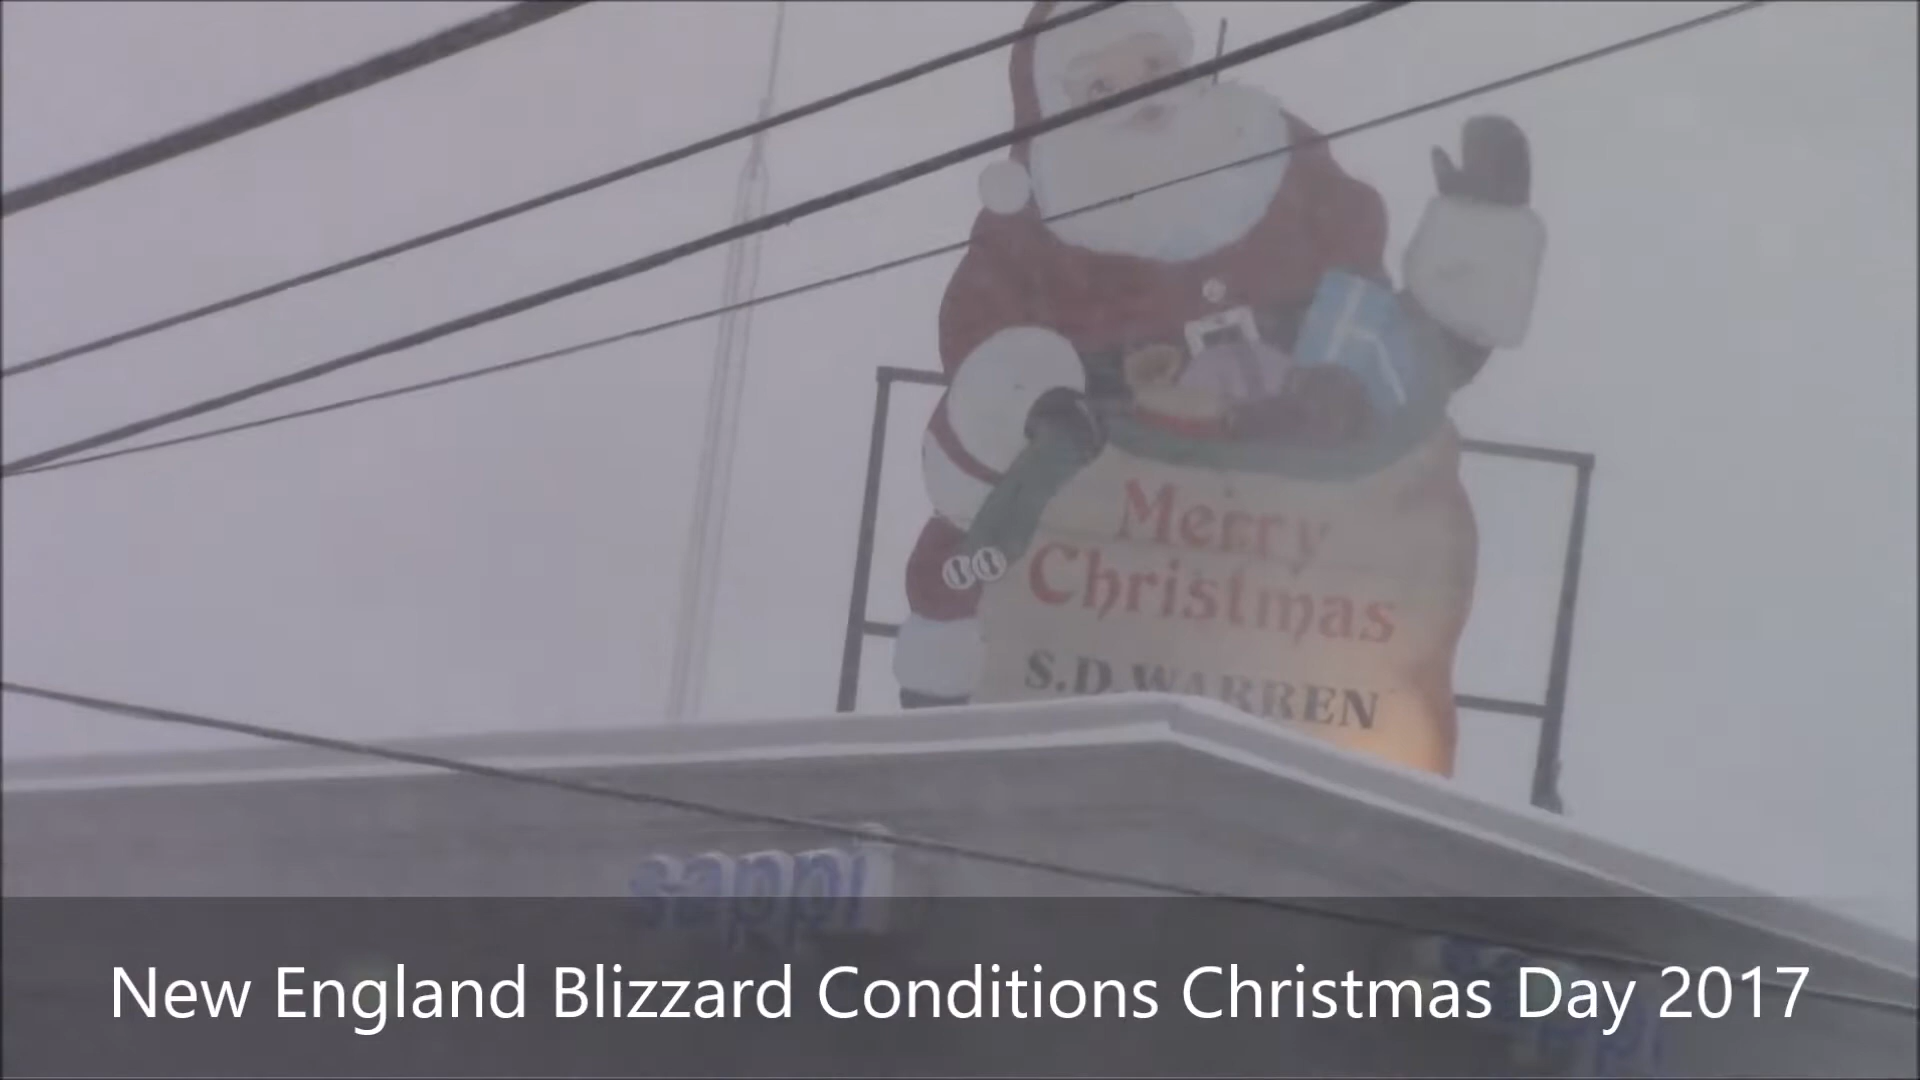 Merry
Christmas
S.D. WARREN
sappi
New England Blizzard Conditions Christmas Day 2017